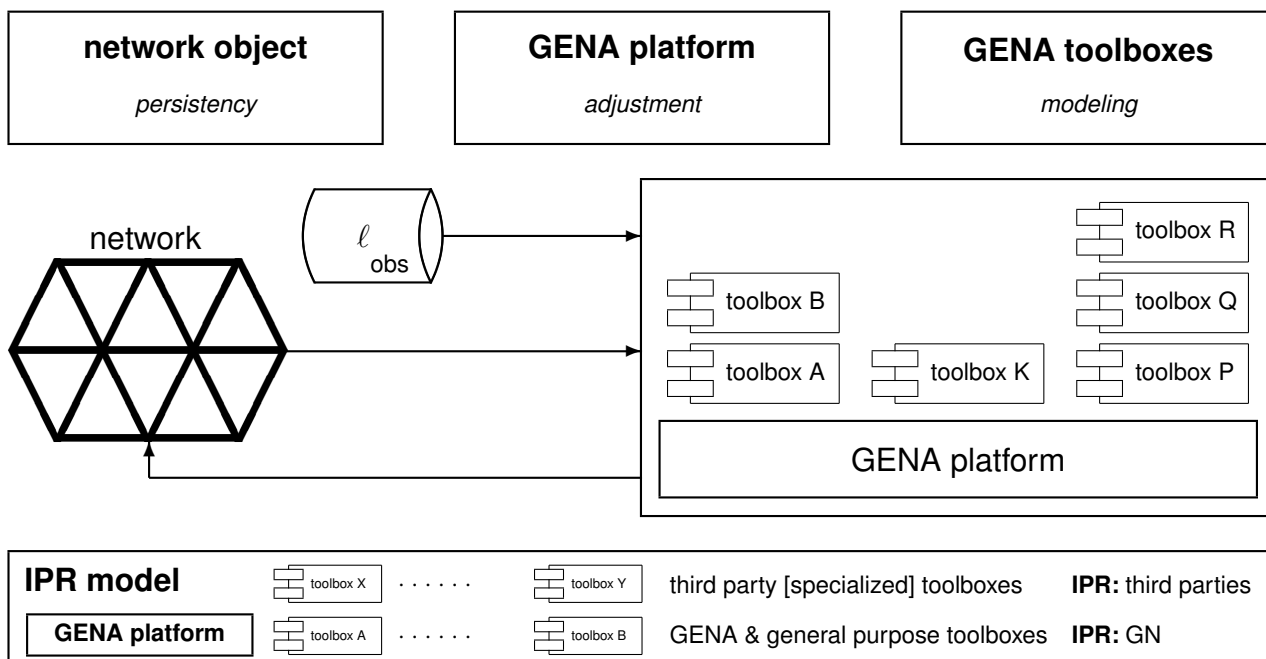 network object
persistency
GENA platform
adjustment
GENA toolboxes
modeling
network
ℓ
obs
toolbox R
toolbox B
toolbox Q
toolbox A
toolbox K
toolbox P
GENA platform
IPR model
toolbox X
. . . . . .
toolbox Y
third party [specialized] toolboxes
IPR: third parties
GENA platform
toolbox A
. . . . . .
toolbox B
GENA & general purpose toolboxes
IPR: GN